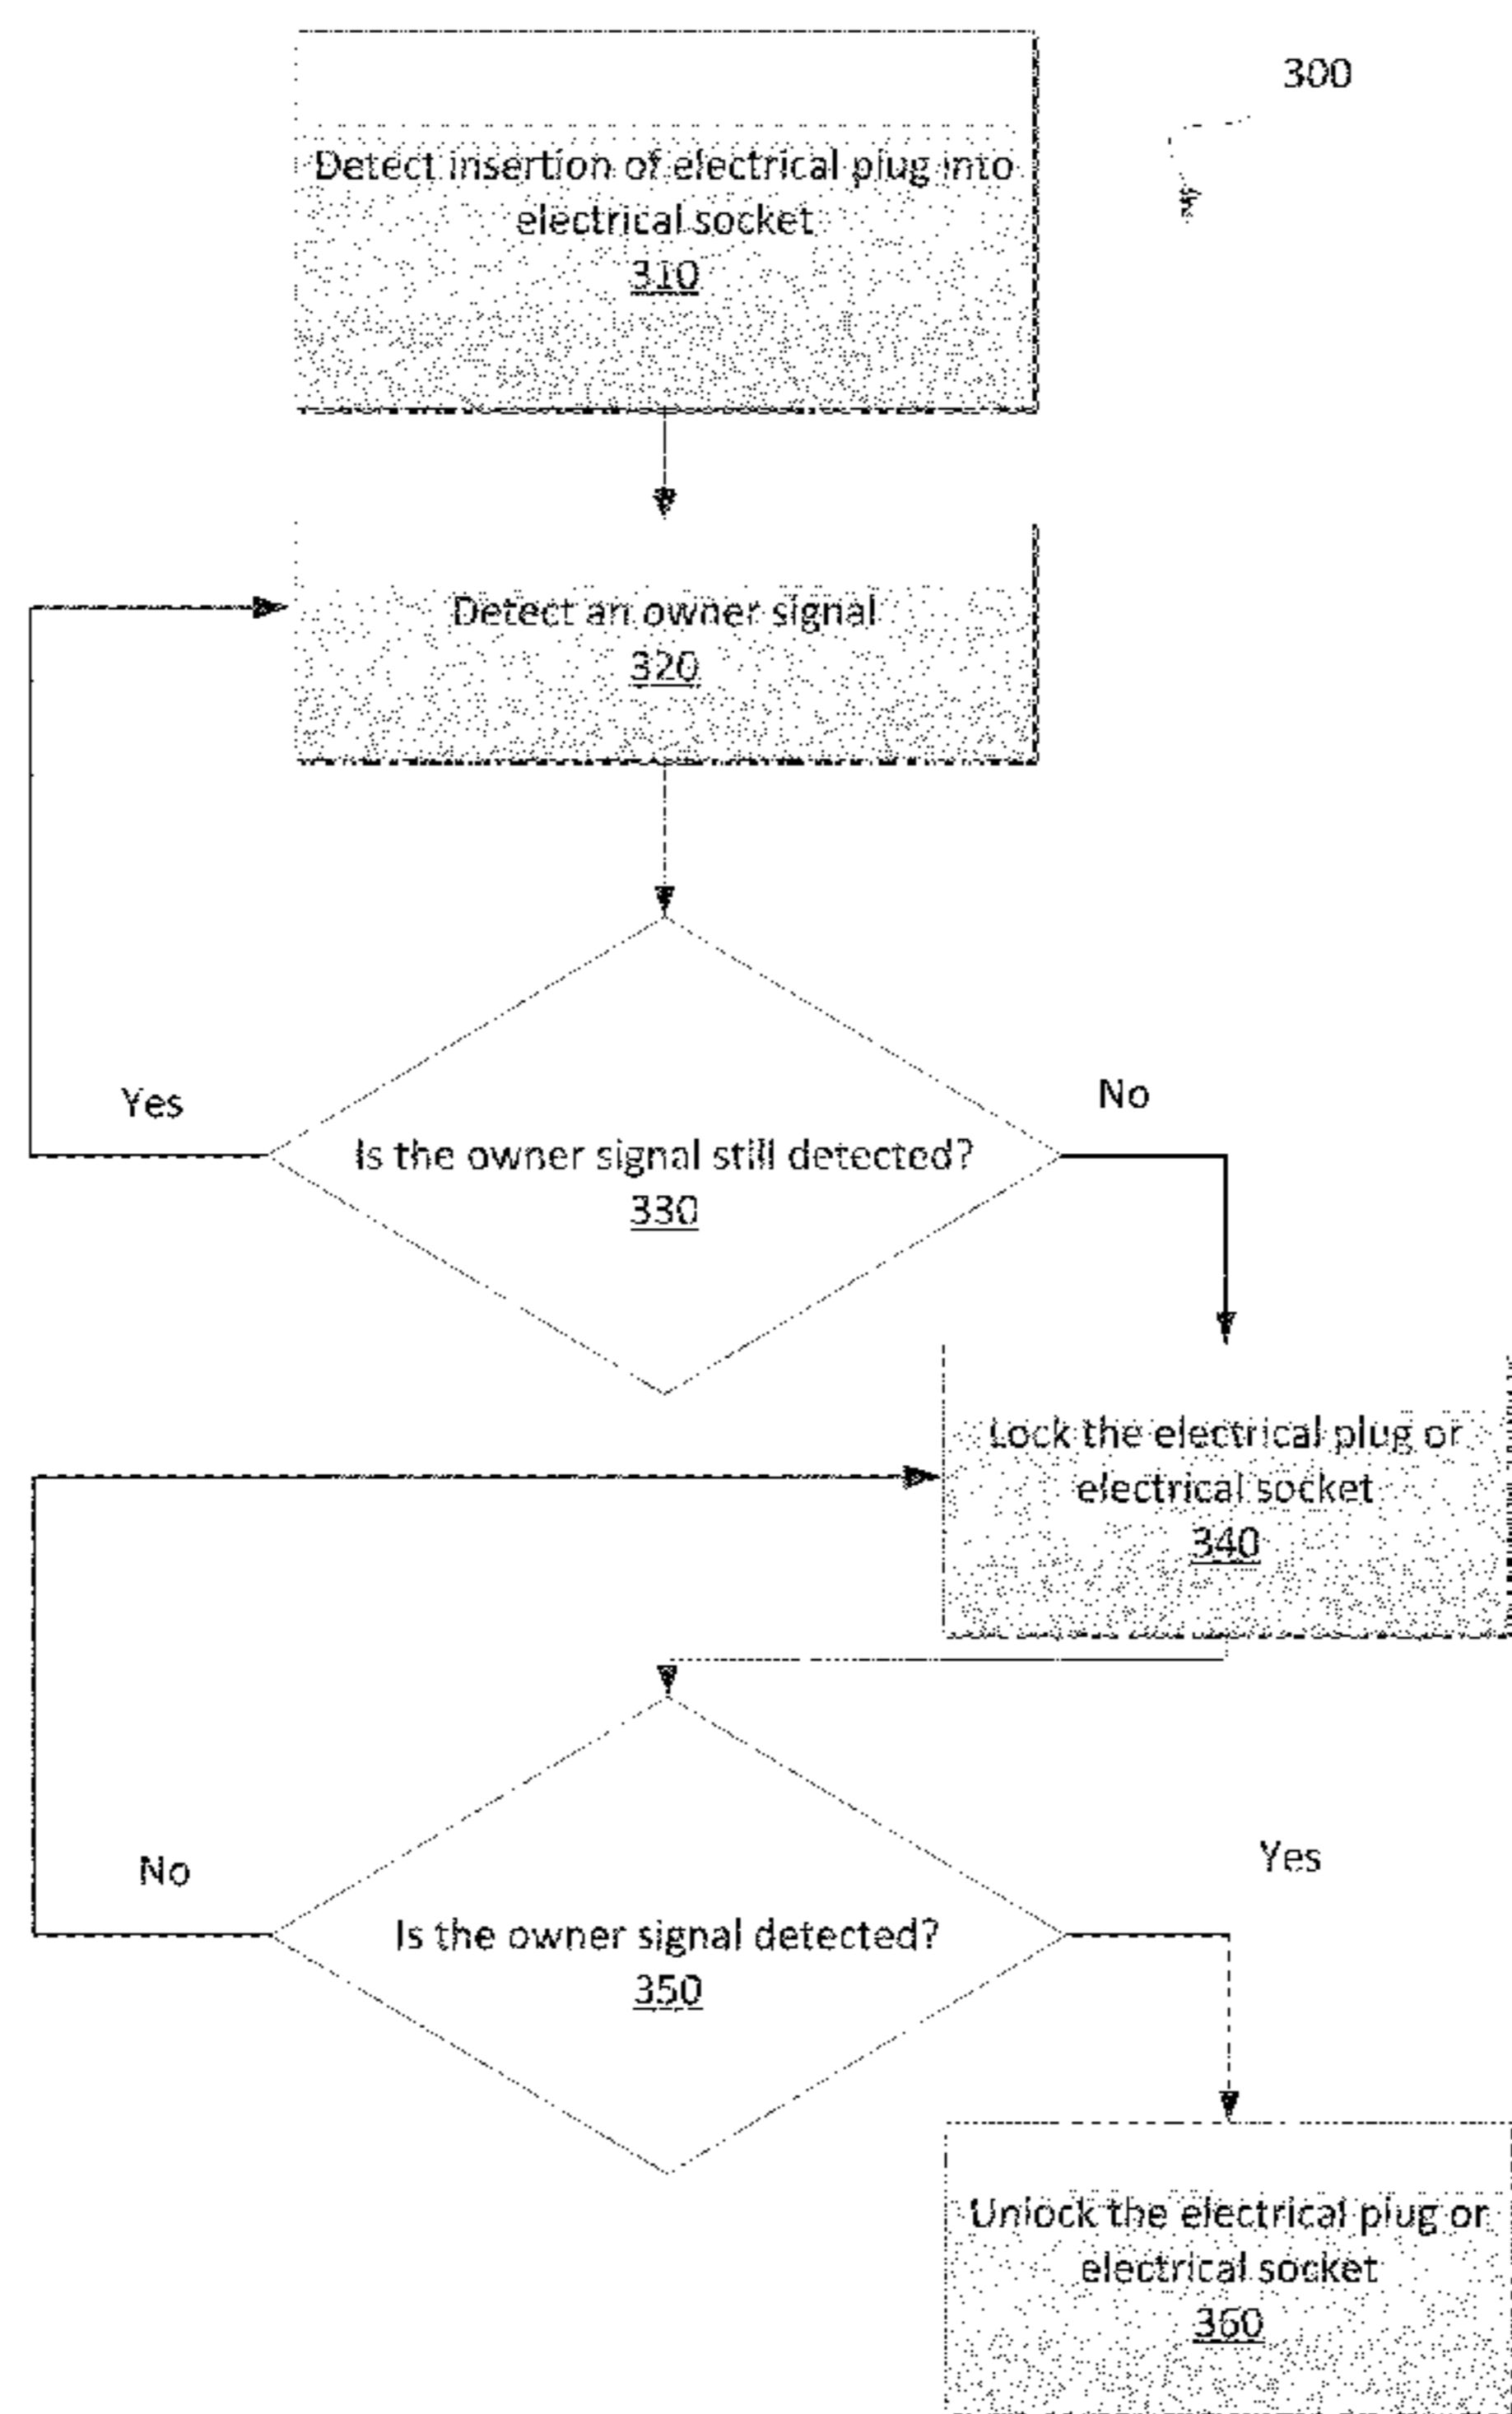 300
Detect insertion of electrical plug into
electrical socket
310
Detect an owner signal
320
Yes
No
Is the owner signal still detected?
330
Lock the electrical plug or
electrical socket
340
No
Yes
Is the owner signal detected?
350
Unlock the electrical plug or
electrical socket
360